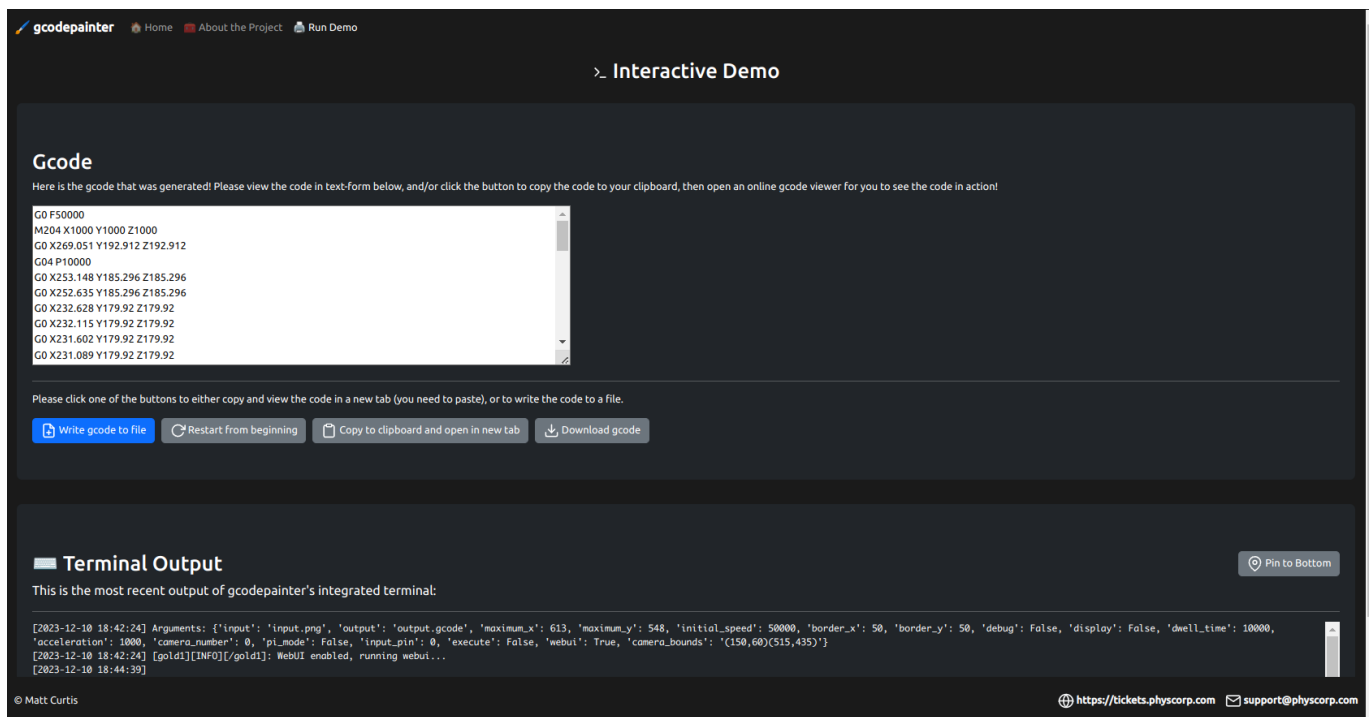 gcodepainter Home About the Project Run Demo
Interactive Demo
Gcode
Here is the gcode that was generated! Please view the code in text-form below, and/or click the button to copy the code to your clipboard, then open an online gcode viewer for you to see the code in action!
G0 F50000
M204 X1000 Y1000 Z1000
G0 X269.051 Y192.912 Z192.912
G04 P10000
G0 X253.148 Y185.296 Z185.296
G0 X252.635 Y185.296 Z185.296
G0 X232.628 Y179.92 Z179.92
G0 X232.115 Y179.92 Z179.92
G0 X231.602 Y179.92 Z179.92
G0 X231.089 Y179.92 Z179.92
Please click one of the buttons to either copy and view the code in a new tab (you need to paste), or to write the code to a file.
Write gcode to file Restart from beginning Copy to clipboard and open in new tab Download gcode
Terminal Output
Pin to Bottom
This is the most recent output of gcodepainter's integrated terminal:
[2023-12-10 18:42:24] Arguments: {'input': 'input.png', 'output': 'output.gcode', 'maximum_x': 613, 'maximum_y': 548, 'initial_speed': 50000, 'border_x': 50, 'border_y': 50, 'debug': False, 'display': False, 'dwell_time': 10000,
'acceleration': 1000, 'camera_number': 0, 'pi_mode': False, 'input_pin': 0, 'execute': False, 'webui': True, 'camera_bounds': '(150,60)(515,435)'}
[2023-12-10 18:42:24] [gold1][INFO][/gold1]: WebUI enabled, running webui...
[2023-12-10 18:44:39]
© Matt Curtis https://tickets.physcorp.com support@physcorp.com